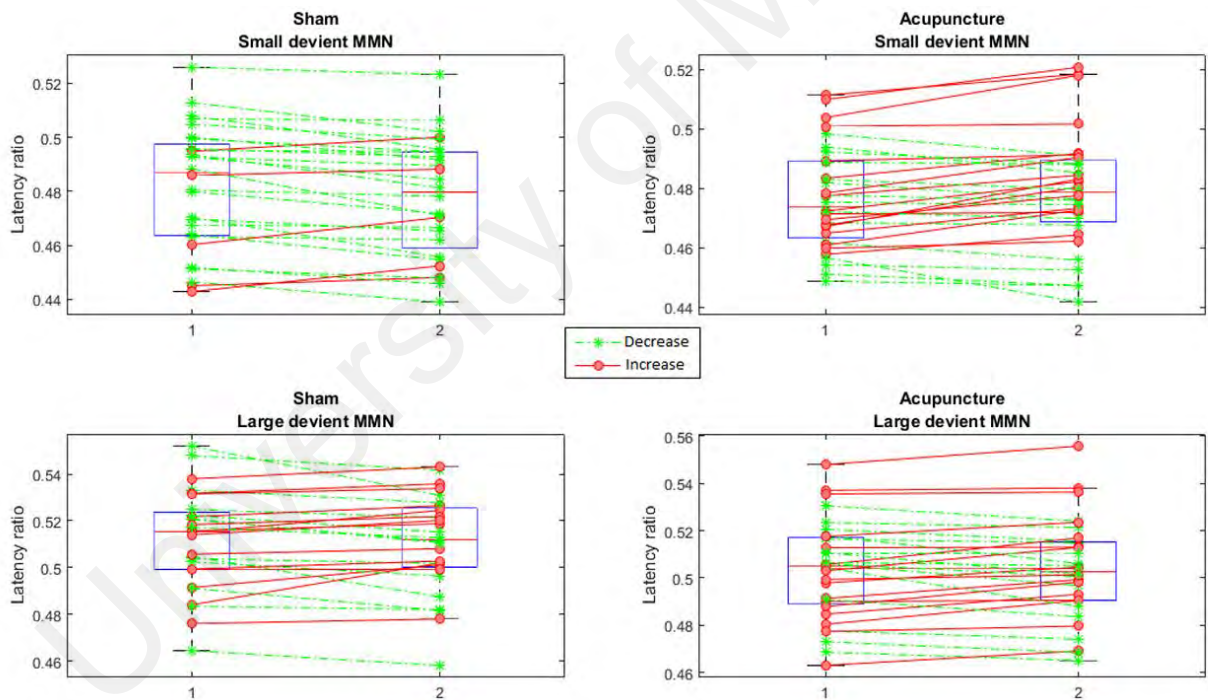 Sham
Small devient MMN
Acupuncture
Small devient MMN
Latency ratio
0.52
0.5
0.48
0.46
0.44
1
2
Latency ratio
0.52
0.5
0.48
0.46
0.44
1
2
Decrease
Increase
Sham
Large devient MMN
Acupuncture
Large devient MMN
Latency ratio
0.54
0.52
0.5
0.48
0.46
1
2
Latency ratio
0.56
0.54
0.52
0.5
0.48
0.46
1
2
University of M